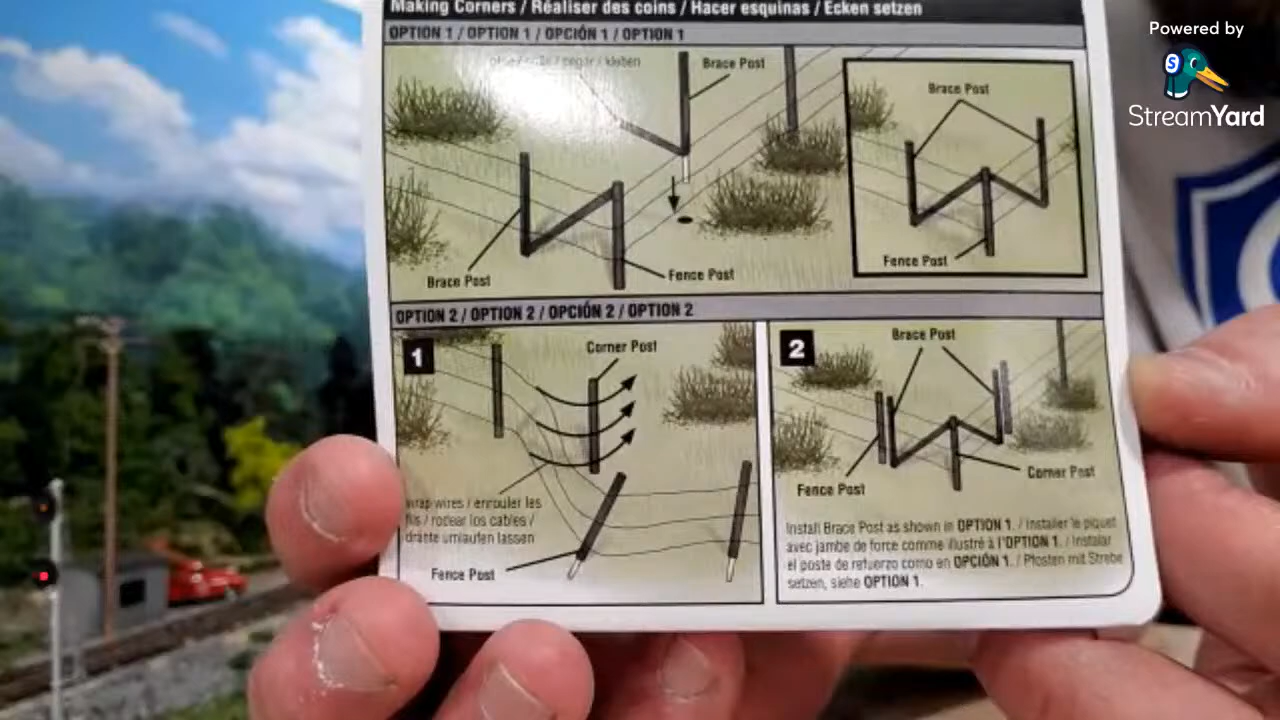 Powered by
StreamYard
Making Corners / Réaliser des coins / Hacer esquinas / Ecken setzen
OPTION 1 / OPTION 1 / OPCIÓN 1 / OPTION 1
pegar / kleben
Brace Post
Brace Post
Fence Post
Brace Post
Fence Post
OPTION 2 / OPTION 2 / OPCIÓN 2 / OPTION 2
1
Corner Post
wrap wires / enrouler les
fils / rodear los cables /
drähte umlaufen lassen
Fence Post
2
Brace Post
Corner Post
Fence Post
Install Brace Post as shown in OPTION 1. / Installer le piquet
avec jambe de force comme illustré à l'OPTION 1. / Instalar
el poste de refuerzo como en OPCIÓN 1. / Pfosten mit Strebe
setzen, siehe OPTION 1.